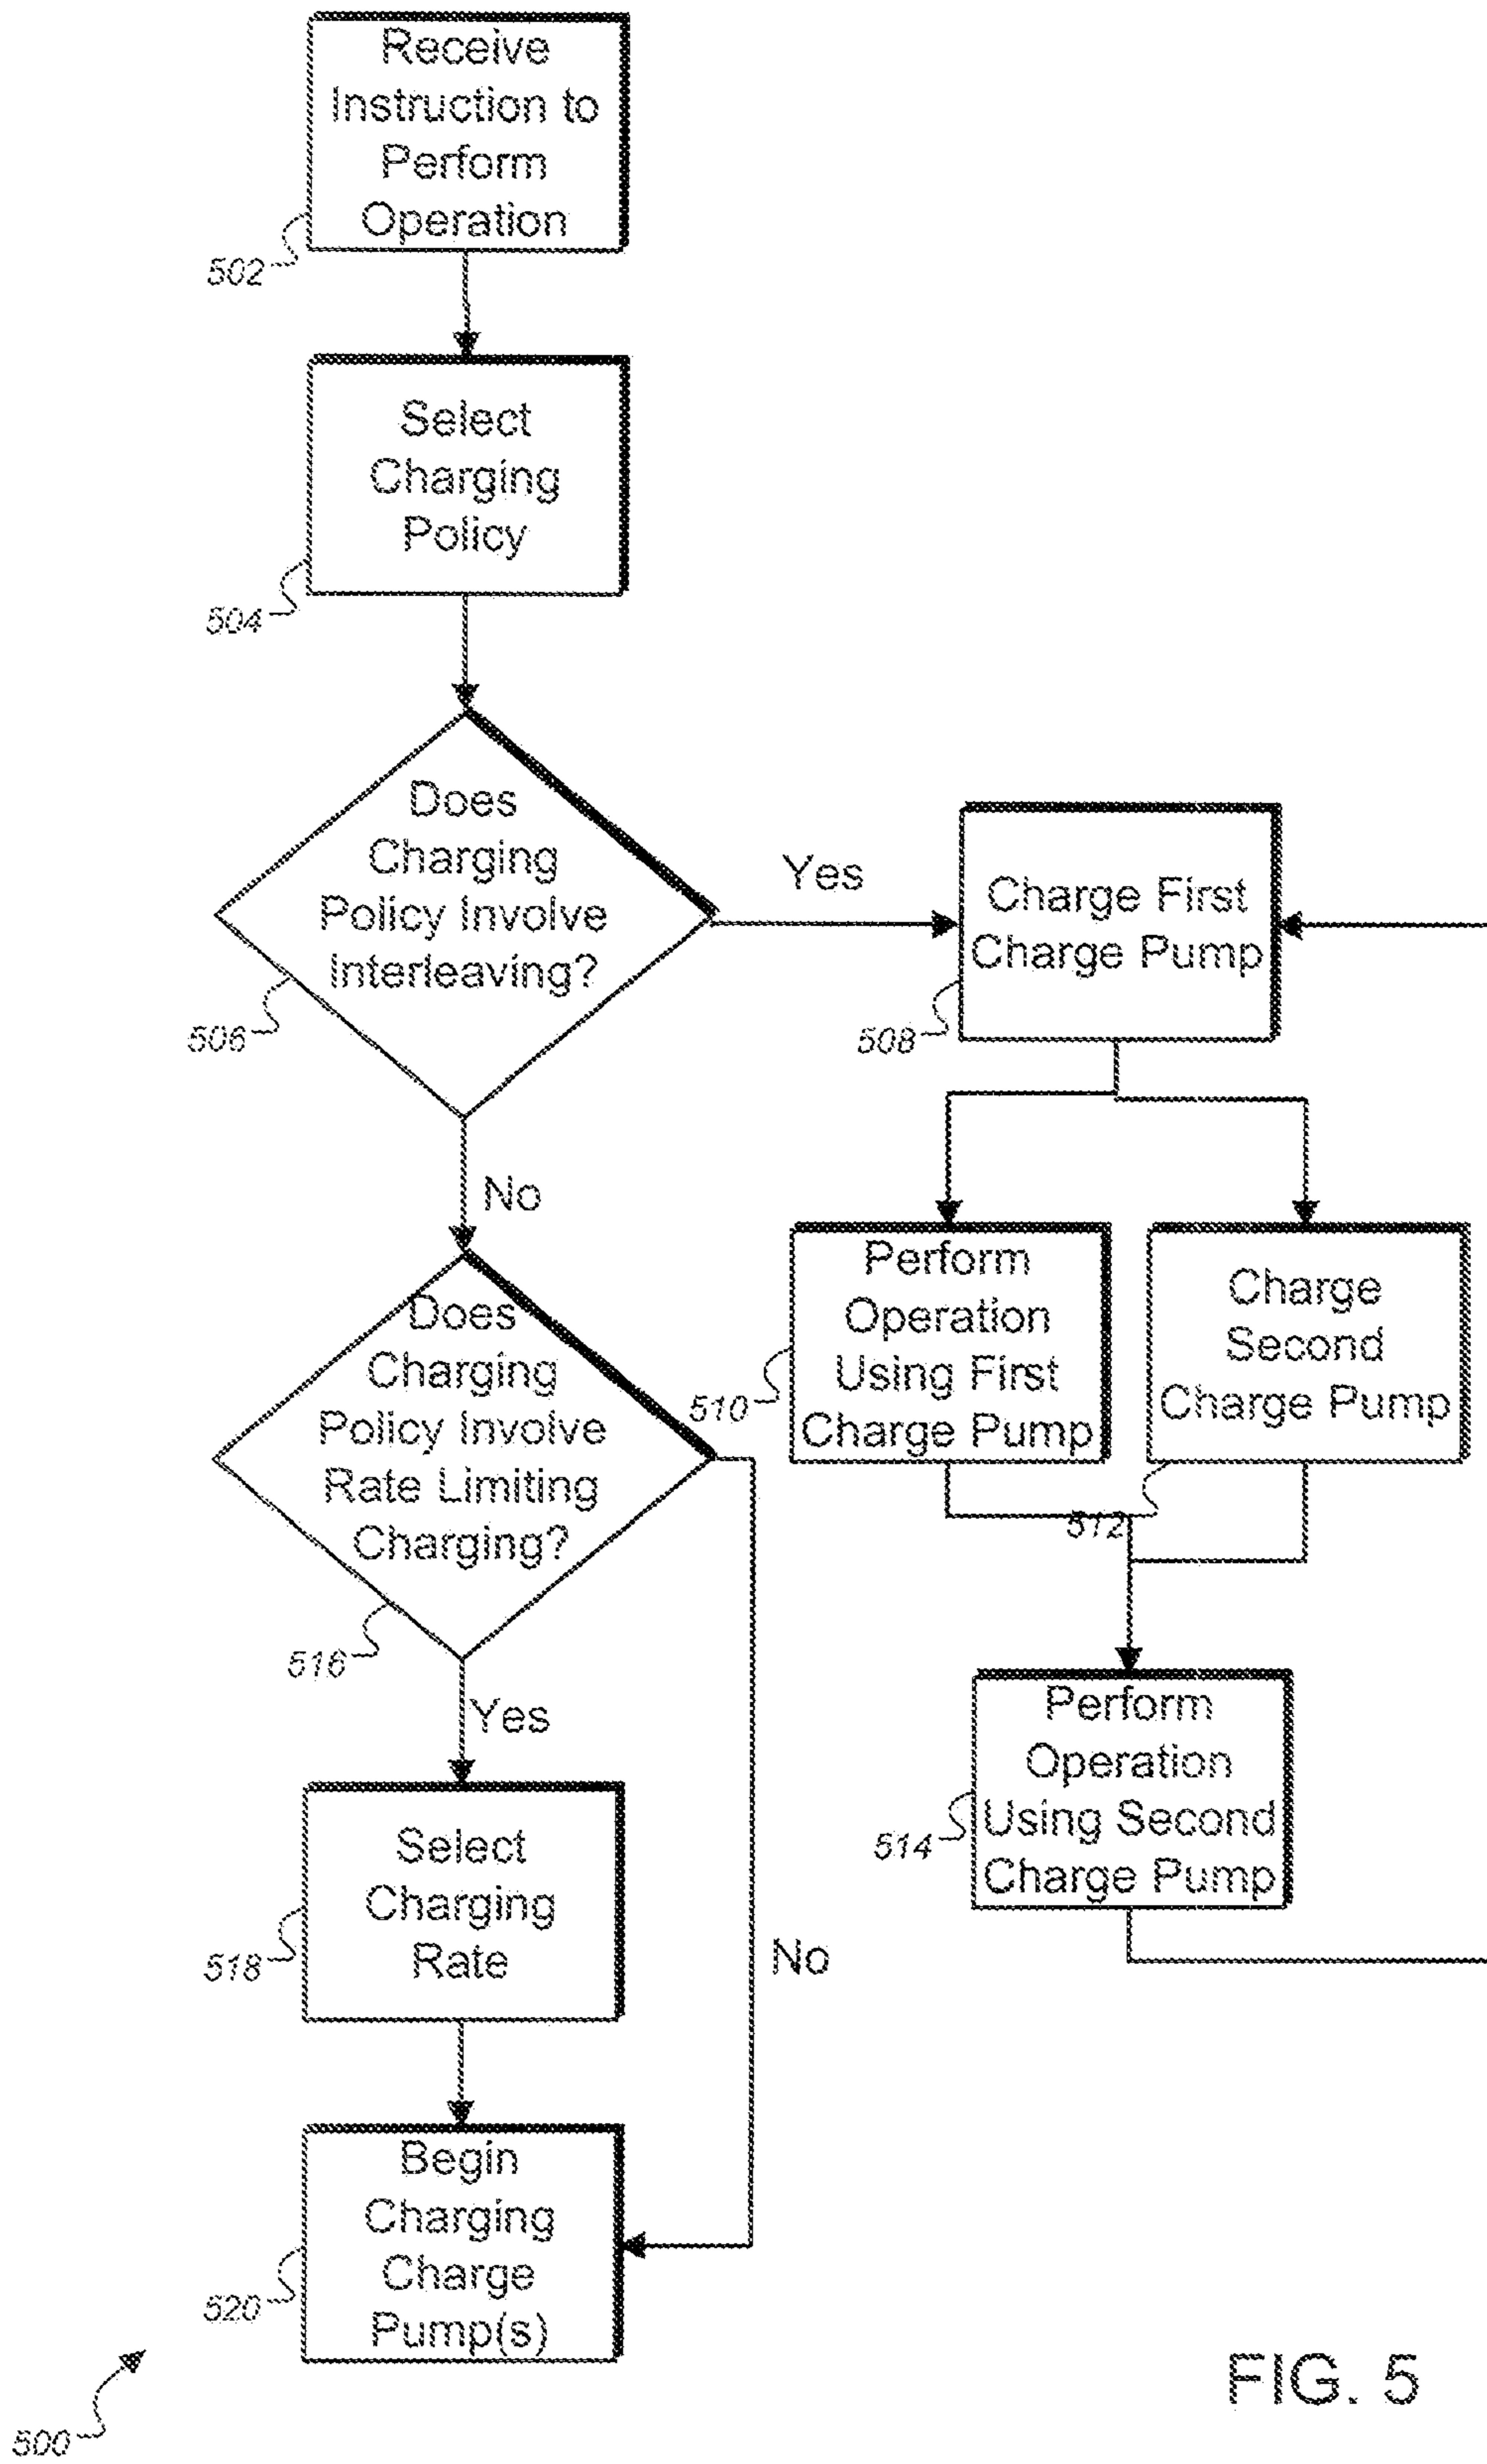 Receive
Instruction to
Perform
Operation
502
Select
Charging
Policy
504
Does
Charging
Policy Involve
Interleaving?
506
Yes
Charge First
Charge Pump
508
No
Perform
Operation
Using First
Charge Pump
510
Charge
Second
Charge Pump
512
Does
Charging
Policy Involve
Rate Limiting
Charging?
516
Yes
No
Perform
Operation
Using Second
Charge Pump
514
Select
Charging
Rate
518
Begin
Charging
Charge
Pump(s)
520
500
FIG. 5